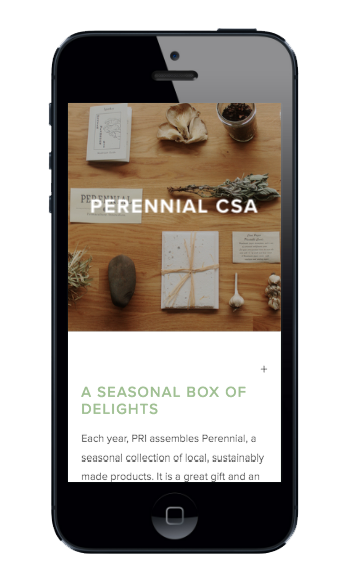 PERENNIAL
PERENNIAL CSA
+
A SEASONAL BOX OF
DELIGHTS
Each year, PRI assembles Perennial, a
seasonal collection of local, sustainably
made products. It is a great gift and an